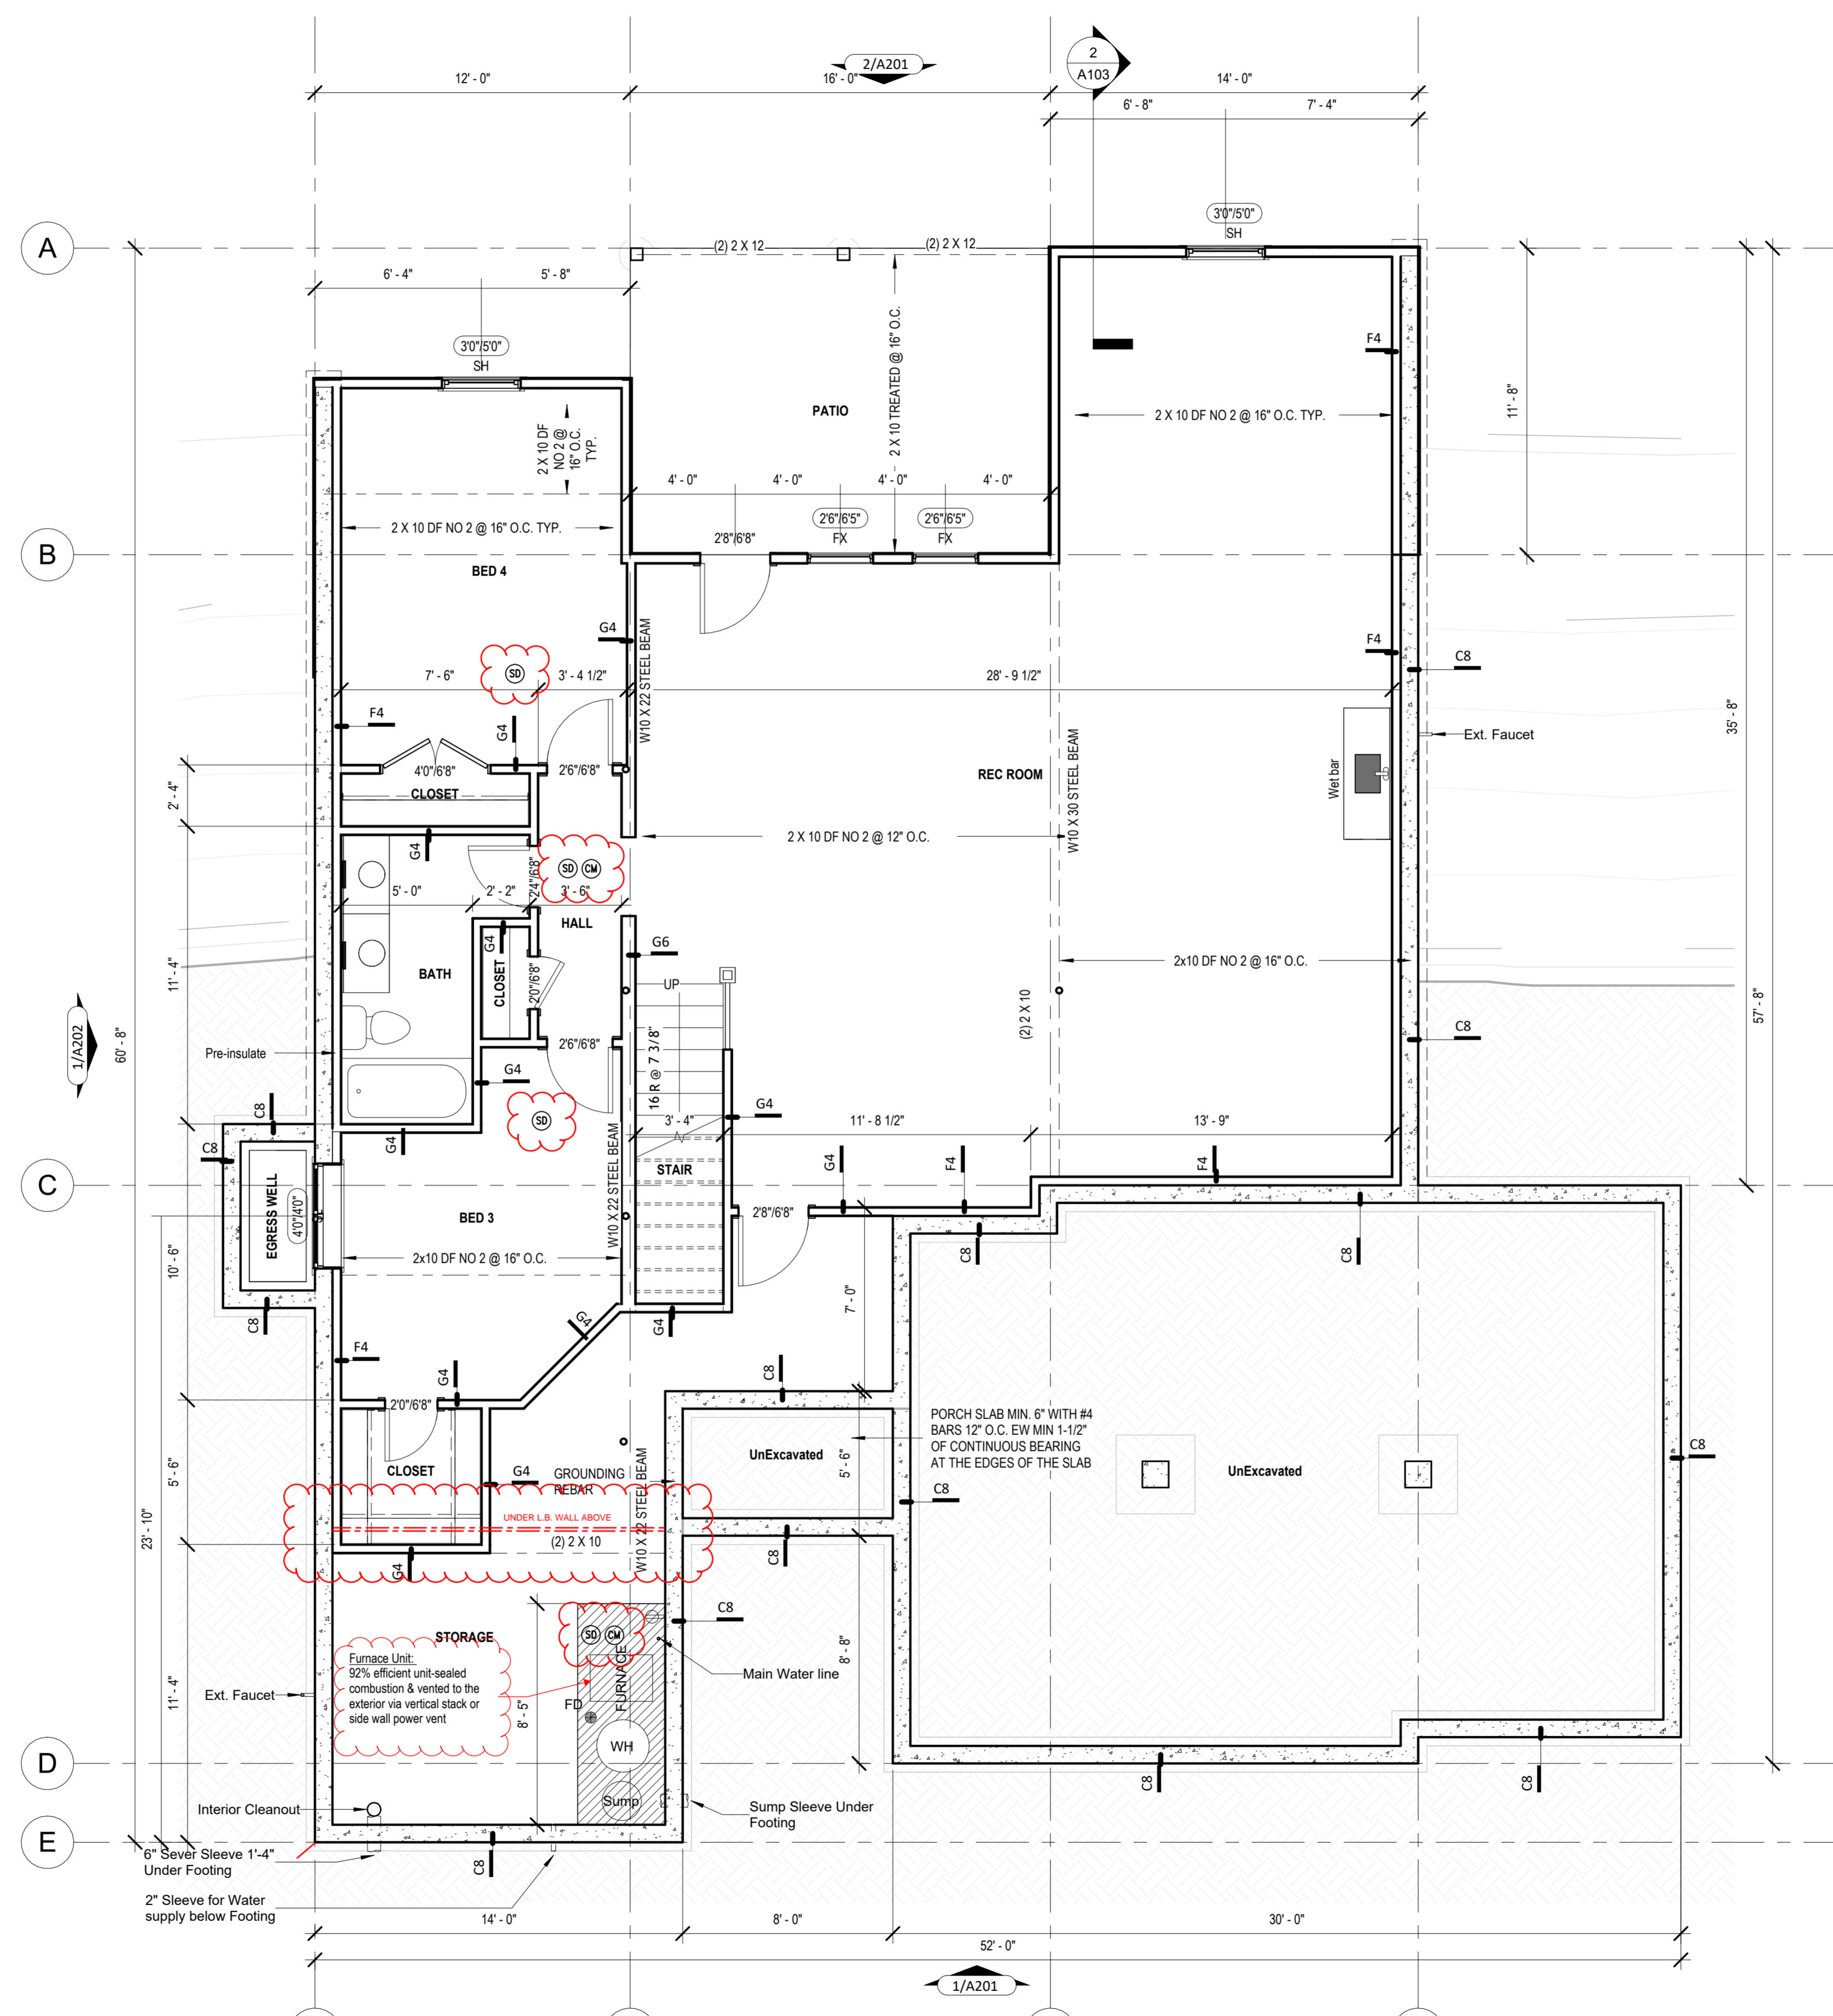 2/A201
2
A103
12' - 0"
16' - 0"
14' - 0"
6' - 8"
7' - 4"
3'0"/5'0"
SH
A
(2) 2 X 12
(2) 2 X 12
6' - 4"
5' - 8"
3'0"/5'0"
SH
2 X 10 TREATED @ 16" O.C.
F4
PATIO
2 X 10 DF NO 2 @ 16" O.C. TYP.
11' - 8"
2 X 10 DF
NO 2 @
16" O.C.
TYP.
4' - 0"
4' - 0"
4' - 0"
4' - 0"
2 X 10 DF NO 2 @ 16" O.C. TYP.
2'8"/6'8"
2'6"/6'5"
FX
2'6"/6'5"
FX
B
BED 4
G4
F4
C8
SD
W10 X 22 STEEL BEAM
7' - 6"
3' - 4 1/2"
28' - 9 1/2"
F4
G4
35' - 8"
Ext. Faucet
4'0"/6'8"
2'6"/6'8"
REC ROOM
W10 X 30 STEEL BEAM
Wet bar
2' - 4"
CLOSET
2 X 10 DF NO 2 @ 12" O.C.
G4
SD
CM
5' - 0"
2' - 2"
2'4"/6'8"
3' - 6"
HALL
G4
G6
BATH
CLOSET
2'0"/6'8"
2x10 DF NO 2 @ 16" O.C.
11' - 4"
UP
(2) 2 X 10
57' - 8"
1/A202
60' - 8"
Pre-insulate
2'6"/6'8"
16 R @ 7 3/8"
C8
G4
G4
C8
SD
3' - 4"
11' - 8 1/2"
13' - 9"
C8
G4
G4
F4
F4
STAIR
C
EGRESS WELL
4'0"/4'0"
BED 3
W10 X 22 STEEL BEAM
2'8"/6'8"
2x10 DF NO 2 @ 16" O.C.
C8
C8
10' - 6"
C8
G4
G4
7' - 0"
F4
G4
C8
2'0"/6'8"
PORCH SLAB MIN. 6" WITH #4
BARS 12" O.C. EW MIN 1-1/2"
OF CONTINUOUS BEARING
AT THE EDGES OF THE SLAB
UnExcavated
5' - 6"
C8
5' - 6"
CLOSET
G4
GROUNDING
REBAR
W10 X 22 STEEL BEAM
UnExcavated
C8
23' - 10"
UNDER L.B. WALL ABOVE
(2) 2 X 10
C8
G4
C8
STORAGE
SD
CM
FURNACE
Furnace Unit:
92% efficient unit-sealed
combustion & vented to the
exterior via vertical stack or
side wall power vent
8' - 8"
Main Water line
11' - 4"
Ext. Faucet
8' - 5"
FD
WH
D
C8
C8
Sump
Interior Cleanout
Sump Sleeve Under
Footing
E
6" Sever Sleeve 1'-4"
Under Footing
C8
2" Sleeve for Water
supply below Footing
14' - 0"
8' - 0"
30' - 0"
52' - 0"
1/A201